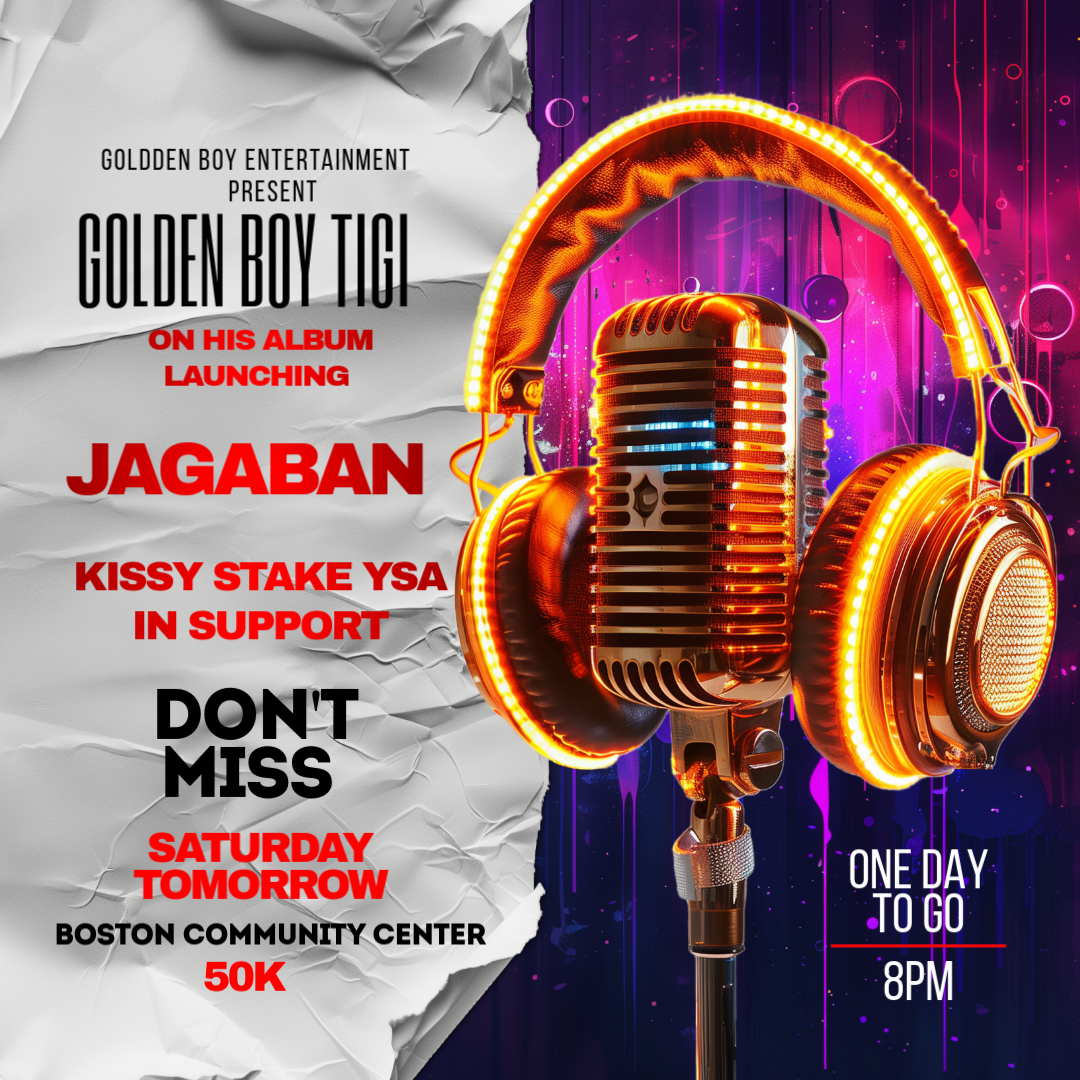 GOLDDEN BOY ENTERTAINMENT
PRESENT
GOLDEN BOY TIGI
ON HIS ALBUM
LAUNCHING
JAGABAN
KISSY STAKE YSA
IN SUPPORT
DON'T
MISS
SATURDAY
TOMORROW
BOSTON COMMUNITY CENTER
50K
ONE DAY
TO GO
8PM